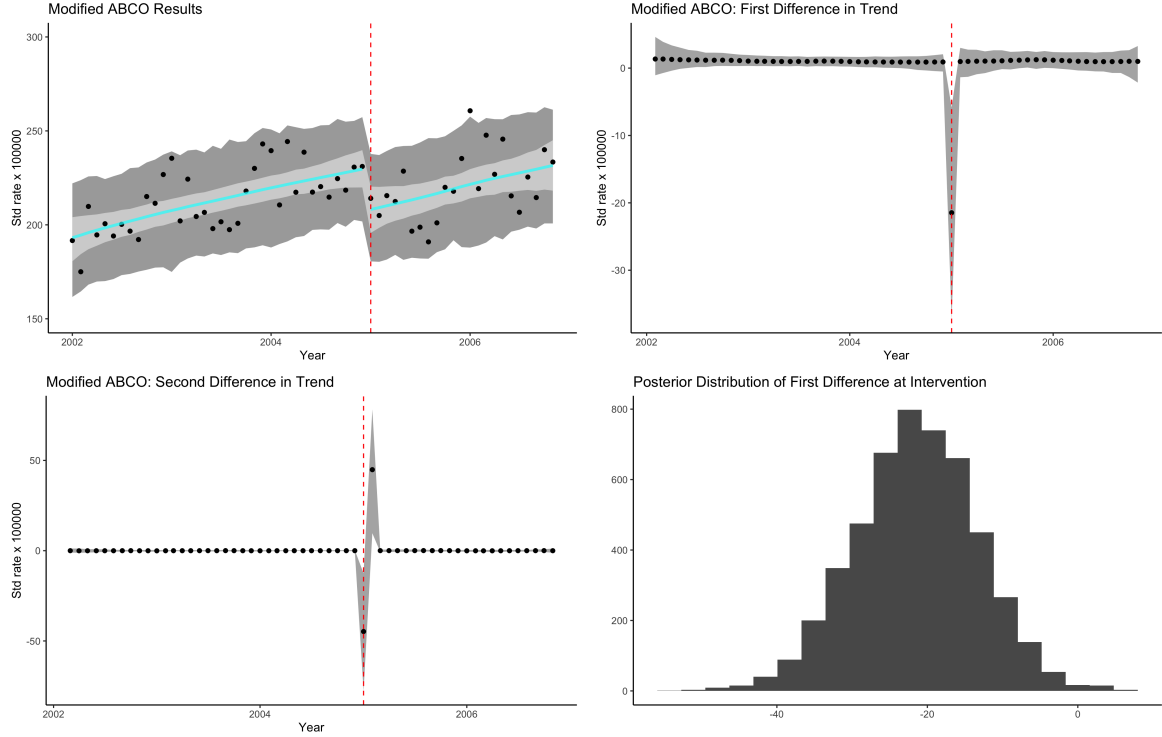 Modified ABCO Results
300
250
200
150
Std rate x 100000
2002
2004
2006
Year
Modified ABCO: First Difference in Trend
0
-10
-20
-30
Std rate x 100000
2002
2004
2006
Year
Modified ABCO: Second Difference in Trend
50
0
-50
Std rate x 100000
2002
2004
2006
Year
Posterior Distribution of First Difference at Intervention
800
600
400
200
0
-40
-20
0